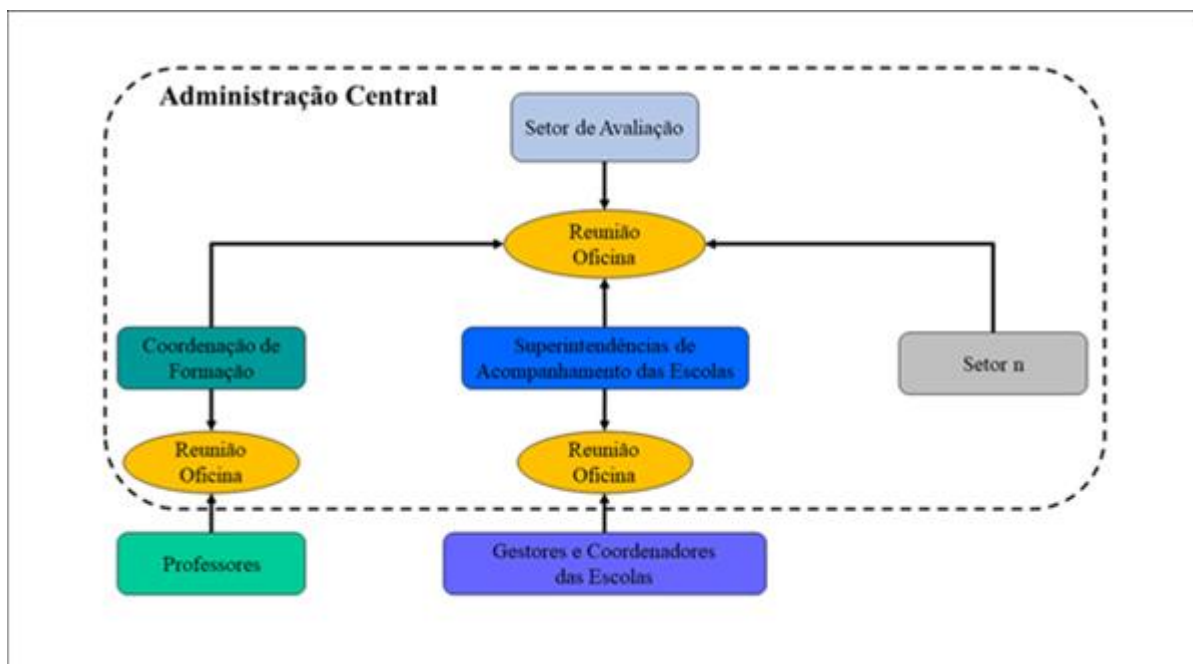 Administração Central
Setor de Avaliação
Reunião
Oficina
Coordenação de
Formação
Superintendências de
Acompanhamento das Escolas
Setor n
Reunião
Oficina
Reunião
Oficina
Professores
Gestores e Coordenadores
das Escolas